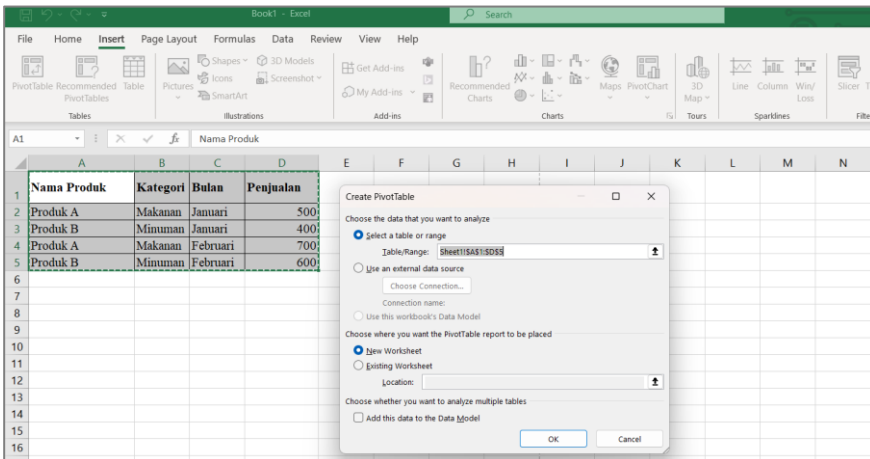 Book1 - Excel
Search
File Home Insert Page Layout Formulas Data Review View Help
PivotTable Recommended PivotTables Table
Pictures Shapes Icons SmartArt 3D Models Screenshot
Get Add-ins
My Add-ins
Recommended Charts Maps PivotChart 3D Map Line Column Win/Loss Slicer
Tables Illustrations Add-ins Charts Tours Sparklines
A1 fx Nama Produk
A B C D E F G H I J K L M N
1 Nama Produk Kategori Bulan Penjualan
2 Produk A Makanan Januari 500
3 Produk B Minuman Januari 400
4 Produk A Makanan Februari 700
5 Produk B Minuman Februari 600
6
7
8
9
10
11
12
13
14
15
16
Create PivotTable
Choose the data that you want to analyze
Select a table or range
Table/Range: Sheet1!$A$1:$D$5
Use an external data source
Choose Connection...
Connection name:
Use this workbook's Data Model
Choose where you want the PivotTable report to be placed
New Worksheet
Existing Worksheet
Location:
Choose whether you want to analyze multiple tables
Add this data to the Data Model
OK Cancel